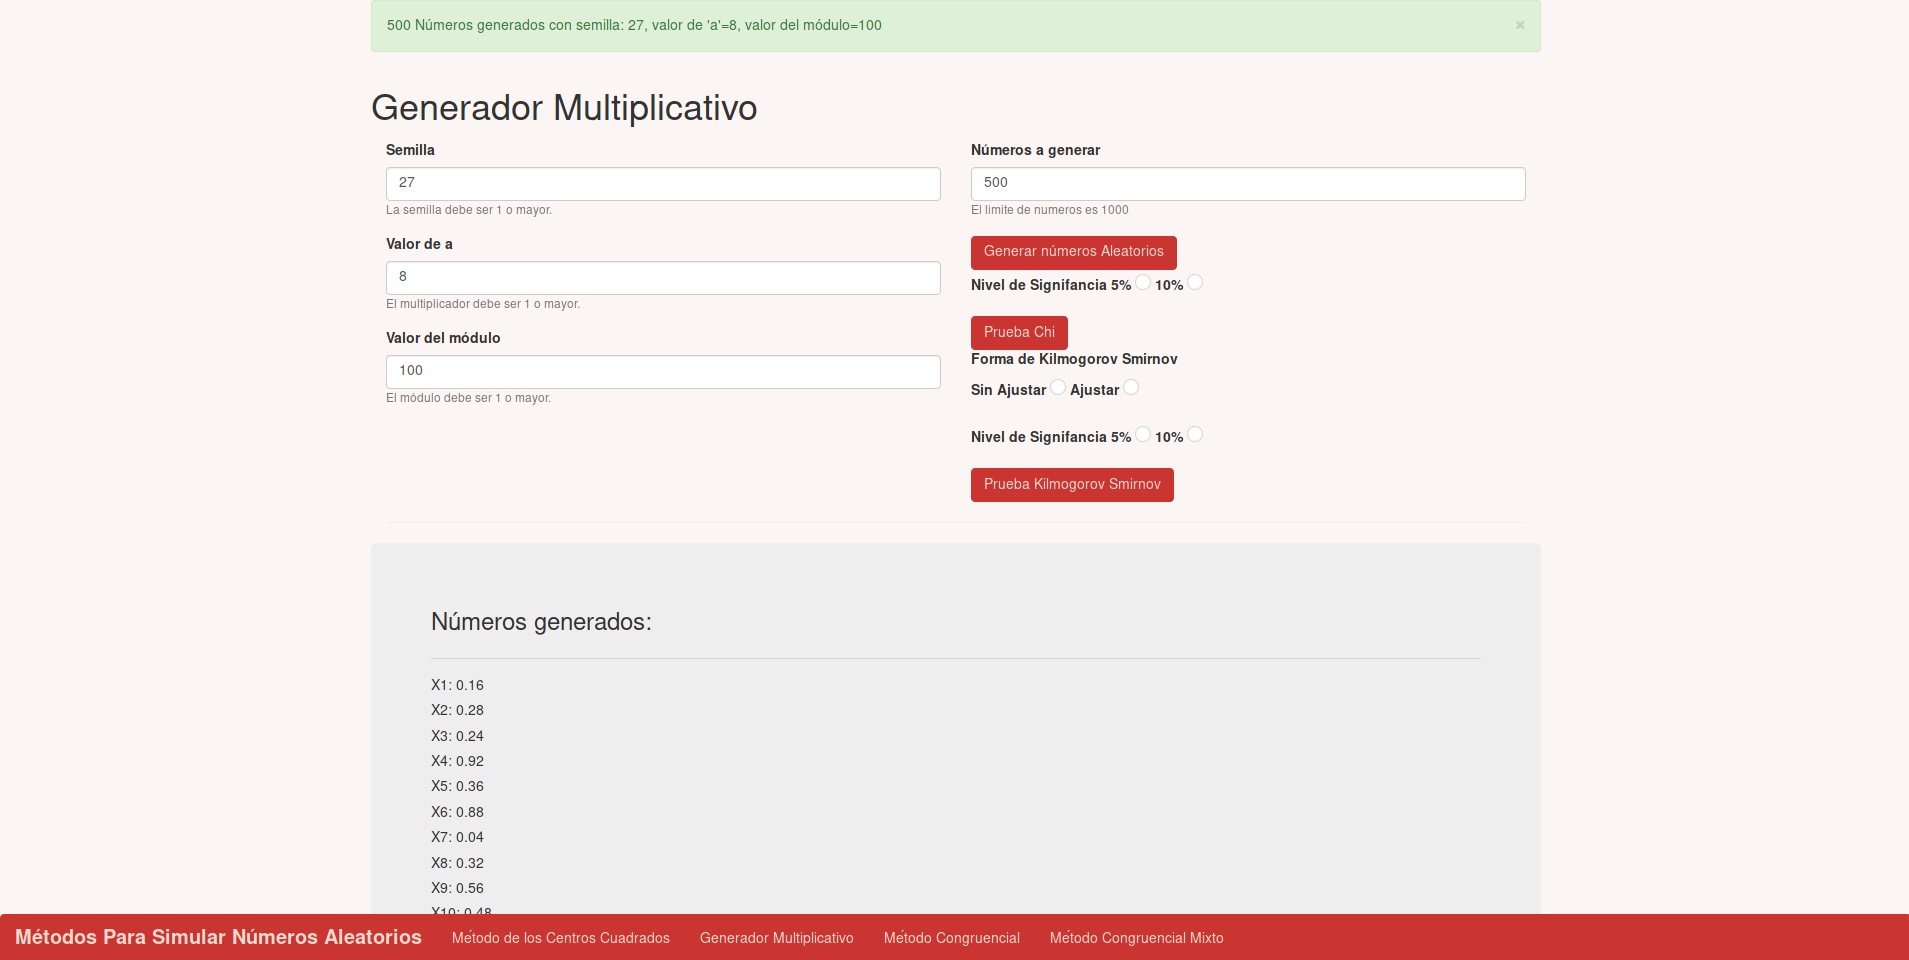 500 Números generados con semilla: 27, valor de 'a'=8, valor del módulo=100 ×
Generador Multiplicativo
Semilla
27
La semilla debe ser 1 o mayor.
Valor de a
8
El multiplicador debe ser 1 o mayor.
Valor del módulo
100
El módulo debe ser 1 o mayor.
Números a generar
500
El limite de numeros es 1000
Generar números Aleatorios
Nivel de Signifancia 5% 10%
Prueba Chi
Forma de Kilmogorov Smirnov
Sin Ajustar Ajustar
Nivel de Signifancia 5% 10%
Prueba Kilmogorov Smirnov
Números generados:
X1: 0.16
X2: 0.28
X3: 0.24
X4: 0.92
X5: 0.36
X6: 0.88
X7: 0.04
X8: 0.32
X9: 0.56
X10: 0.48
Métodos Para Simular Números Aleatorios Método de los Centros Cuadrados Generador Multiplicativo Método Congruencial Método Congruencial Mixto